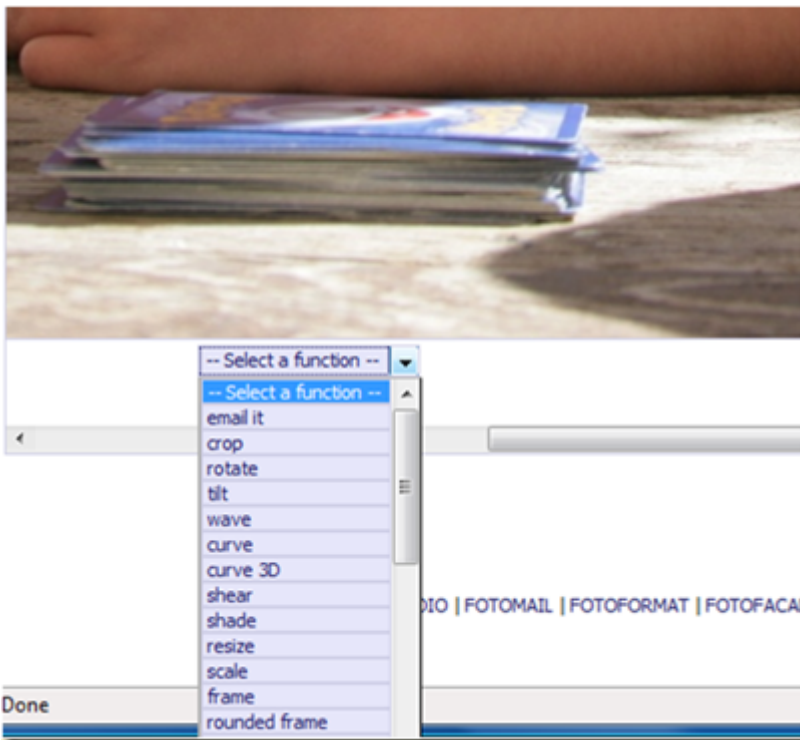 -- Select a function --
-- Select a function --
email it
crop
rotate
tilt
wave
curve
curve 3D
shear
shade
resize
scale
frame
rounded frame
DIO | FOTOMAIL | FOTOFORMAT | FOTOFACA
Done